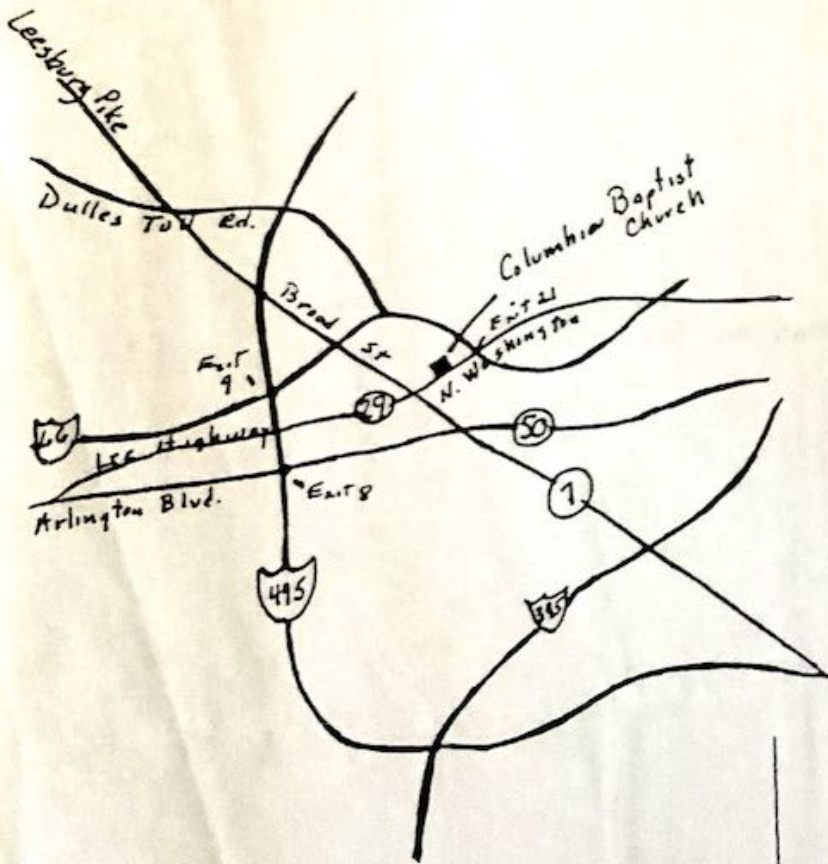 Leesburg Pike
Dulles Toll Rd.
Columbia Baptist
Church
Broad St
Exit 21
N. Washington
Exit
9
29
66
Lee Highway
50
Arlington Blvd.
Exit 8
7
495
395